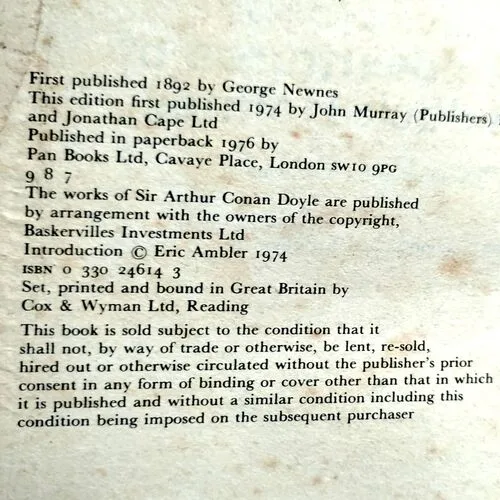 First published 1892 by George Newnes
This edition first published 1974 by John Murray (Publishers)
and Jonathan Cape Ltd
Published in paperback 1976 by
Pan Books Ltd, Cavaye Place, London SW10 9PG
9 8 7
The works of Sir Arthur Conan Doyle are published
by arrangement with the owners of the copyright,
Baskervilles Investments Ltd
Introduction © Eric Ambler 1974
ISBN 0 330 24614 3
Set, printed and bound in Great Britain by
Cox & Wyman Ltd, Reading
This book is sold subject to the condition that it
shall not, by way of trade or otherwise, be lent, re-sold,
hired out or otherwise circulated without the publisher's prior
consent in any form of binding or cover other than that in which
it is published and without a similar condition including this
condition being imposed on the subsequent purchaser